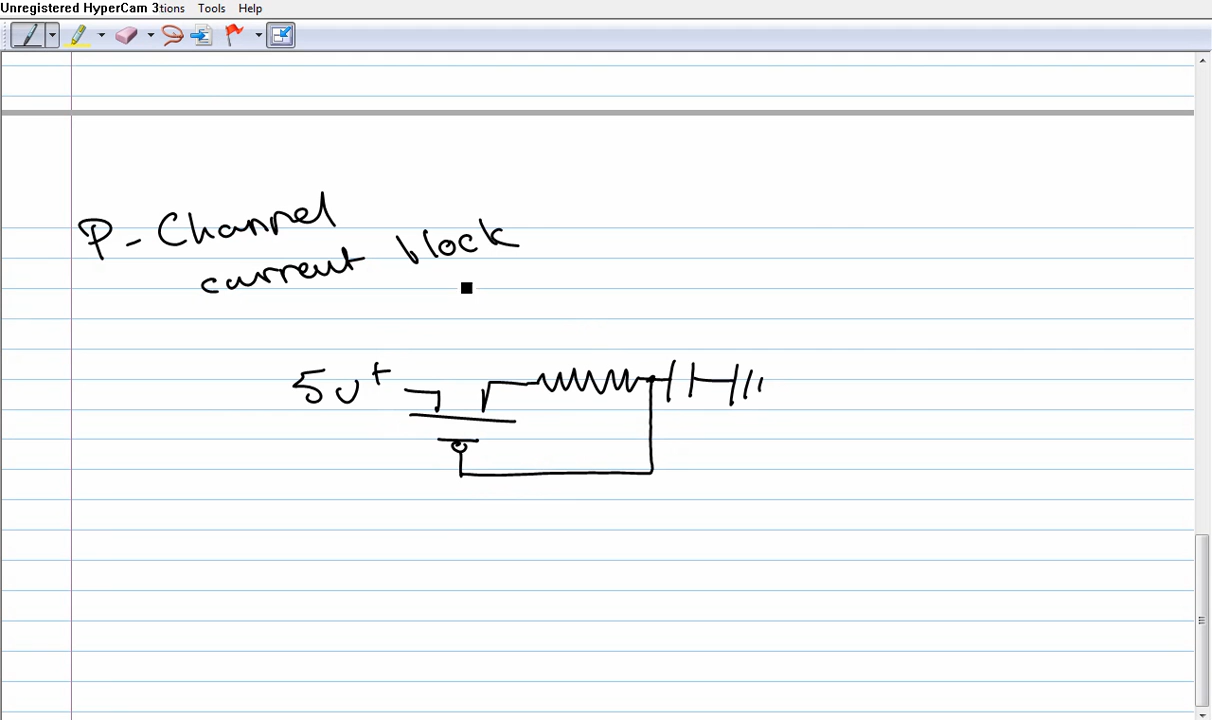 Unregistered HyperCam 3tions Tools Help
P-Channel
current block
5v+